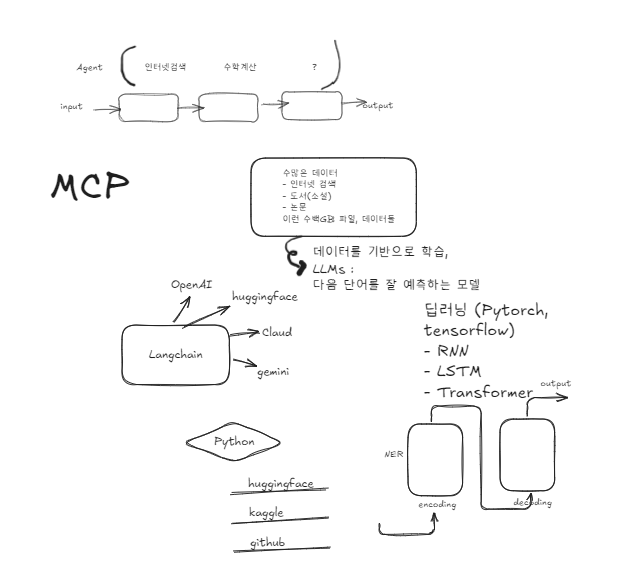 Agent
인터넷검색
수학계산
?
input
output
MCP
수많은 데이터
- 인터넷 검색
- 도서(소설)
- 논문
이런 수백GB 파일, 데이터들
데이터를 기반으로 학습,
LLMs :
다음 단어를 잘 예측하는 모델
OpenAI
huggingface
Claud
gemini
Langchain
딥러닝 (Pytorch,
tensorflow)
- RNN
- LSTM
- Transformer
output
NER
encoding
decoding
Python
huggingface
kaggle
github